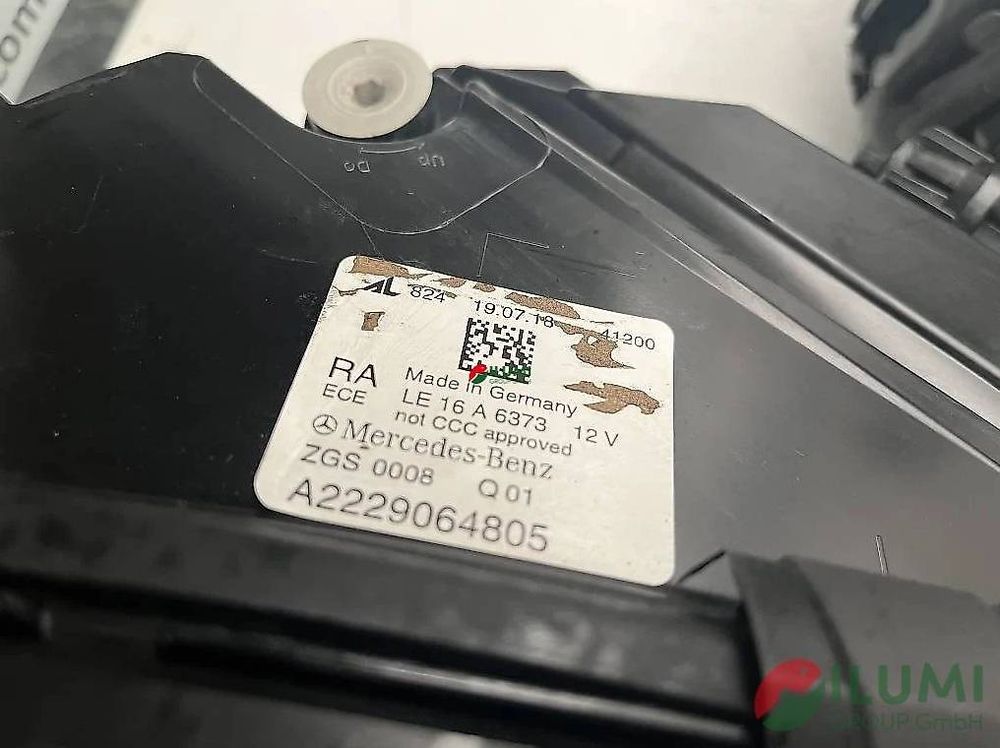 .com
up
do
AL 824 19.07.18 41200
RA Made in Germany
ECE LE 16 A 6373 12 V
not CCC approved
Mercedes-Benz
ZGS 0008 Q 01
A2229064805
ILUMI
GROUP.GmbH